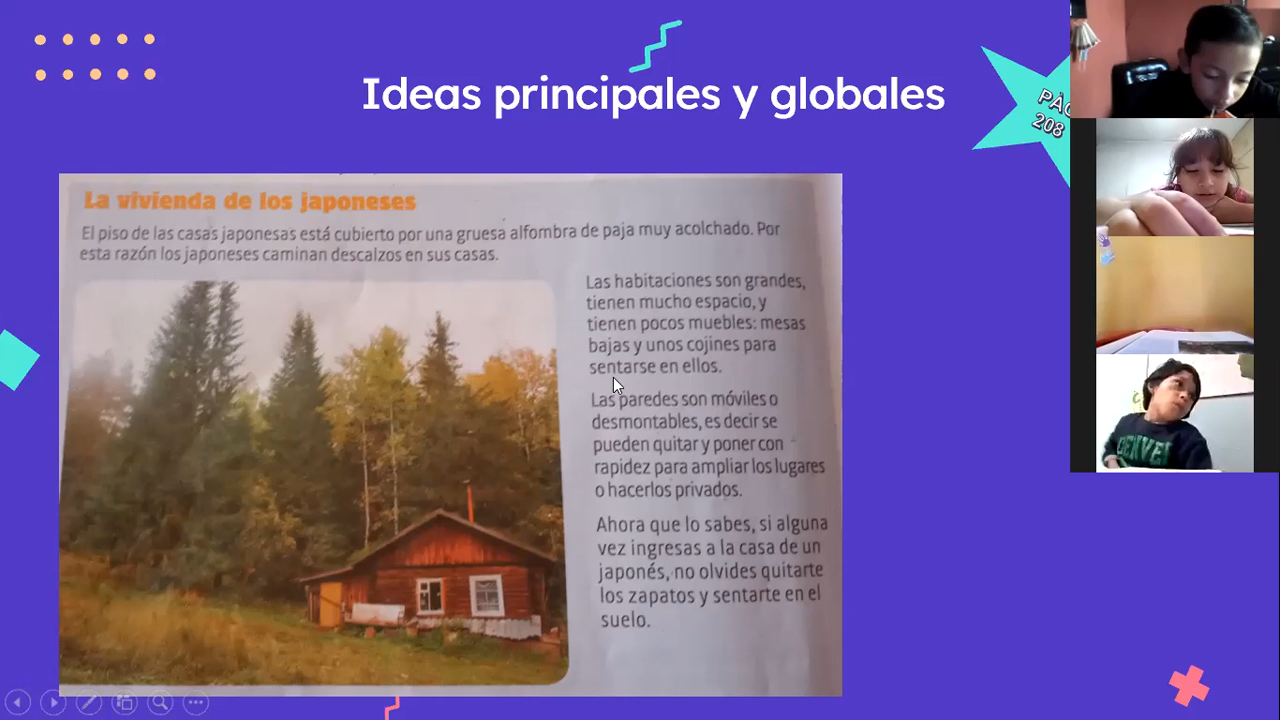 Ideas principales y globales
208
La vivienda de los japoneses
El piso de las casas japonesas está cubierto por una gruesa alfombra de paja muy acolchado. Por
esta razón los japoneses caminan descalzos en sus casas.
Las habitaciones son grandes,
tienen mucho espacio, y
tienen pocos muebles: mesas
bajas y unos cojines para
sentarse en ellos.
Las paredes son móviles o
desmontables, es decir se
pueden quitar y poner con
rapidez para ampliar los lugares
o hacerlos privados.
Ahora que lo sabes, si alguna
vez ingresas a la casa de un
japonés, no olvides quitarte
los zapatos y sentarte en el
suelo.